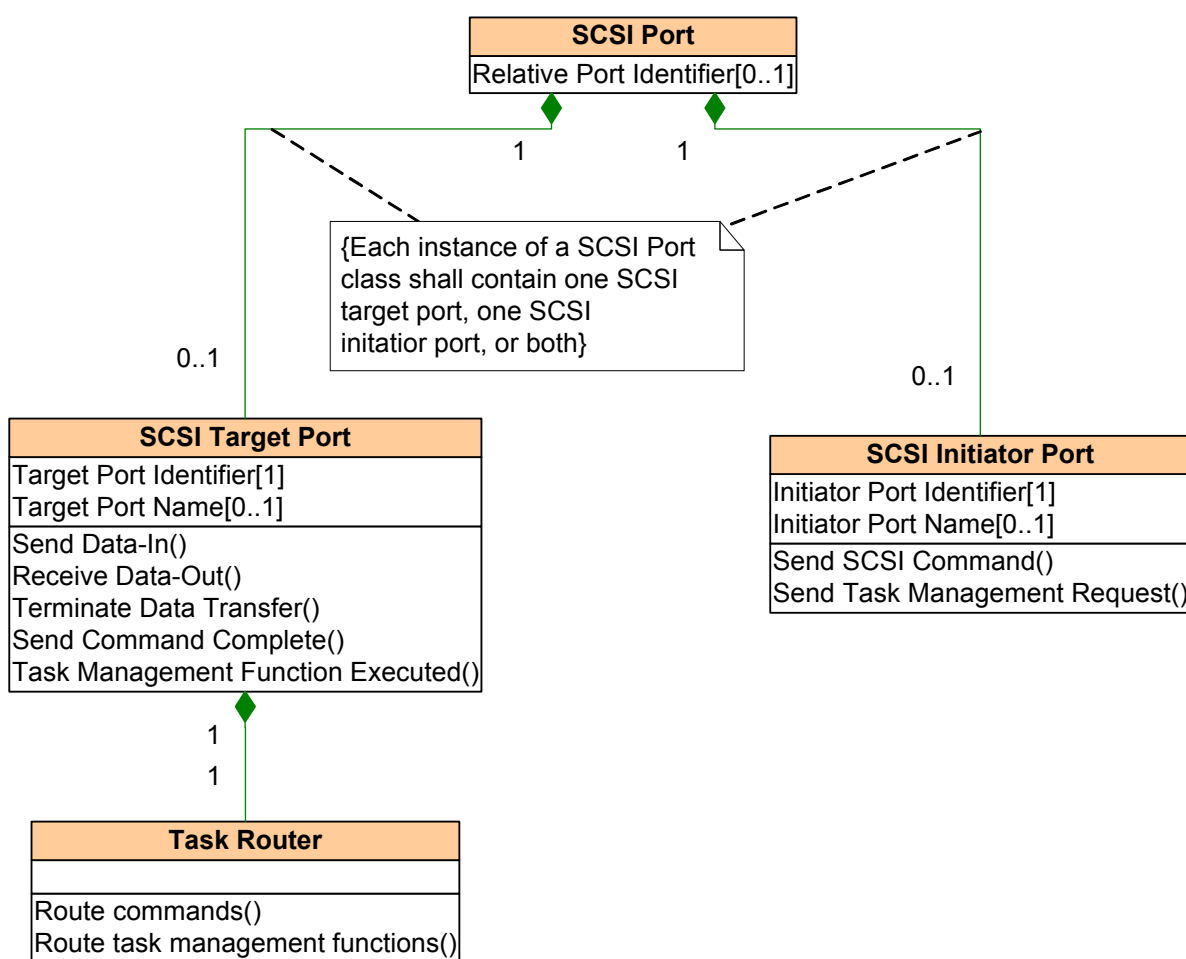 SCSI Port
Relative Port Identifier[0..1]
1
1
{Each instance of a SCSI Port
class shall contain one SCSI
target port, one SCSI
initatior port, or both}
0..1
0..1
SCSI Target Port
Target Port Identifier[1]
Target Port Name[0..1]
Send Data-In()
Receive Data-Out()
Terminate Data Transfer()
Send Command Complete()
Task Management Function Executed()
SCSI Initiator Port
Initiator Port Identifier[1]
Initiator Port Name[0..1]
Send SCSI Command()
Send Task Management Request()
1
1
Task Router
Route commands()
Route task management functions()